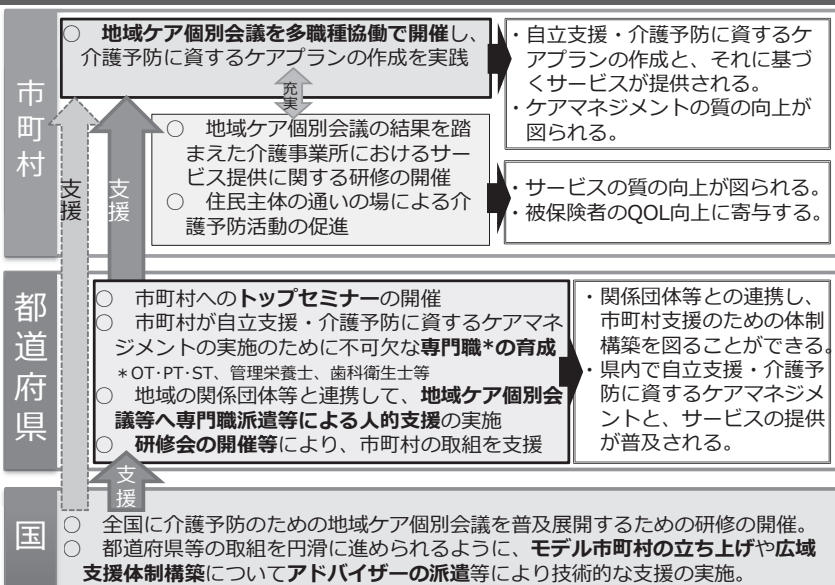 市町村
○ 地域ケア個別会議を多職種協働で開催し、
介護予防に資するケアプランの作成を実践
・自立支援・介護予防に資するケ
アプランの作成と、それに基づ
くサービスが提供される。
・ケアマネジメントの質の向上が
図られる。
充実
○ 地域ケア個別会議の結果を踏
まえた介護事業所におけるサー
ビス提供に関する研修の開催
○ 住民主体の通いの場による介
護予防活動の促進
・サービスの質の向上が図られる。
・被保険者のQOL向上に寄与する。
支援
支援
都道府県
○ 市町村へのトップセミナーの開催
○ 市町村が自立支援・介護予防に資するケアマネ
ジメントの実施のために不可欠な専門職*の育成
*OT・PT・ST、管理栄養士、歯科衛生士等
○ 地域の関係団体等と連携して、地域ケア個別会
議等へ専門職派遣等による人的支援の実施
○ 研修会の開催等により、市町村の取組を支援
・関係団体等との連携し、
市町村支援のための体制
構築を図ることができる。
・県内で自立支援・介護予
防に資するケアマネジメ
ントと、サービスの提供
が普及される。
支援
国
○ 全国に介護予防のための地域ケア個別会議を普及展開するための研修の開催。
○ 都道府県等の取組を円滑に進められるように、モデル市町村の立ち上げや広域
支援体制構築についてアドバイザーの派遣等により技術的な支援の実施。